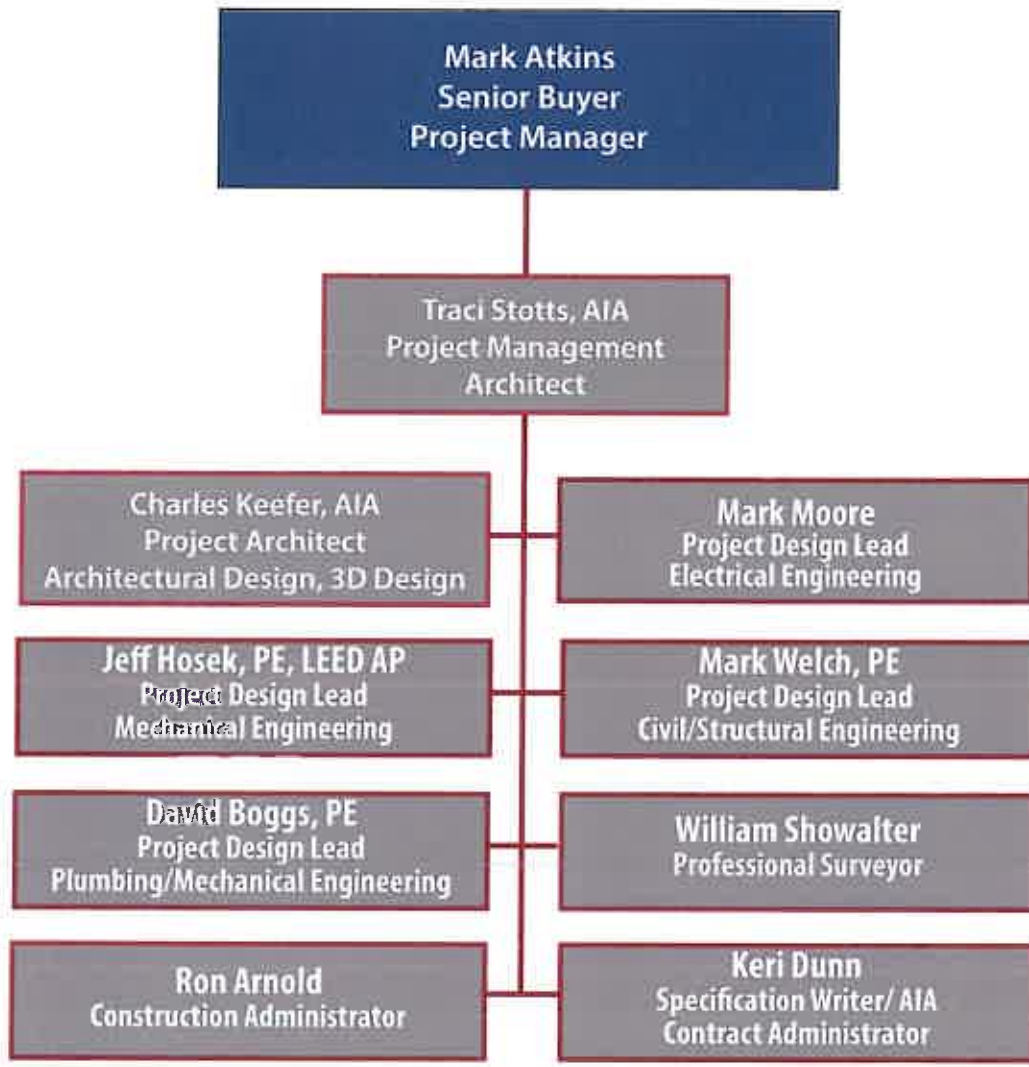 Mark Atkins
Senior Buyer
Project Manager
Traci Stotts, AIA
Project Management
Architect
Charles Keefer, AIA
Project Architect
Architectural Design, 3D Design
Mark Moore
Project Design Lead
Electrical Engineering
Jeff Hosek, PE, LEED AP
Project Design Lead
Mechanical Engineering
Mark Welch, PE
Project Design Lead
Civil/Structural Engineering
David Boggs, PE
Project Design Lead
Plumbing/Mechanical Engineering
William Showalter
Professional Surveyor
Ron Arnold
Construction Administrator
Keri Dunn
Specification Writer/ AIA
Contract Administrator